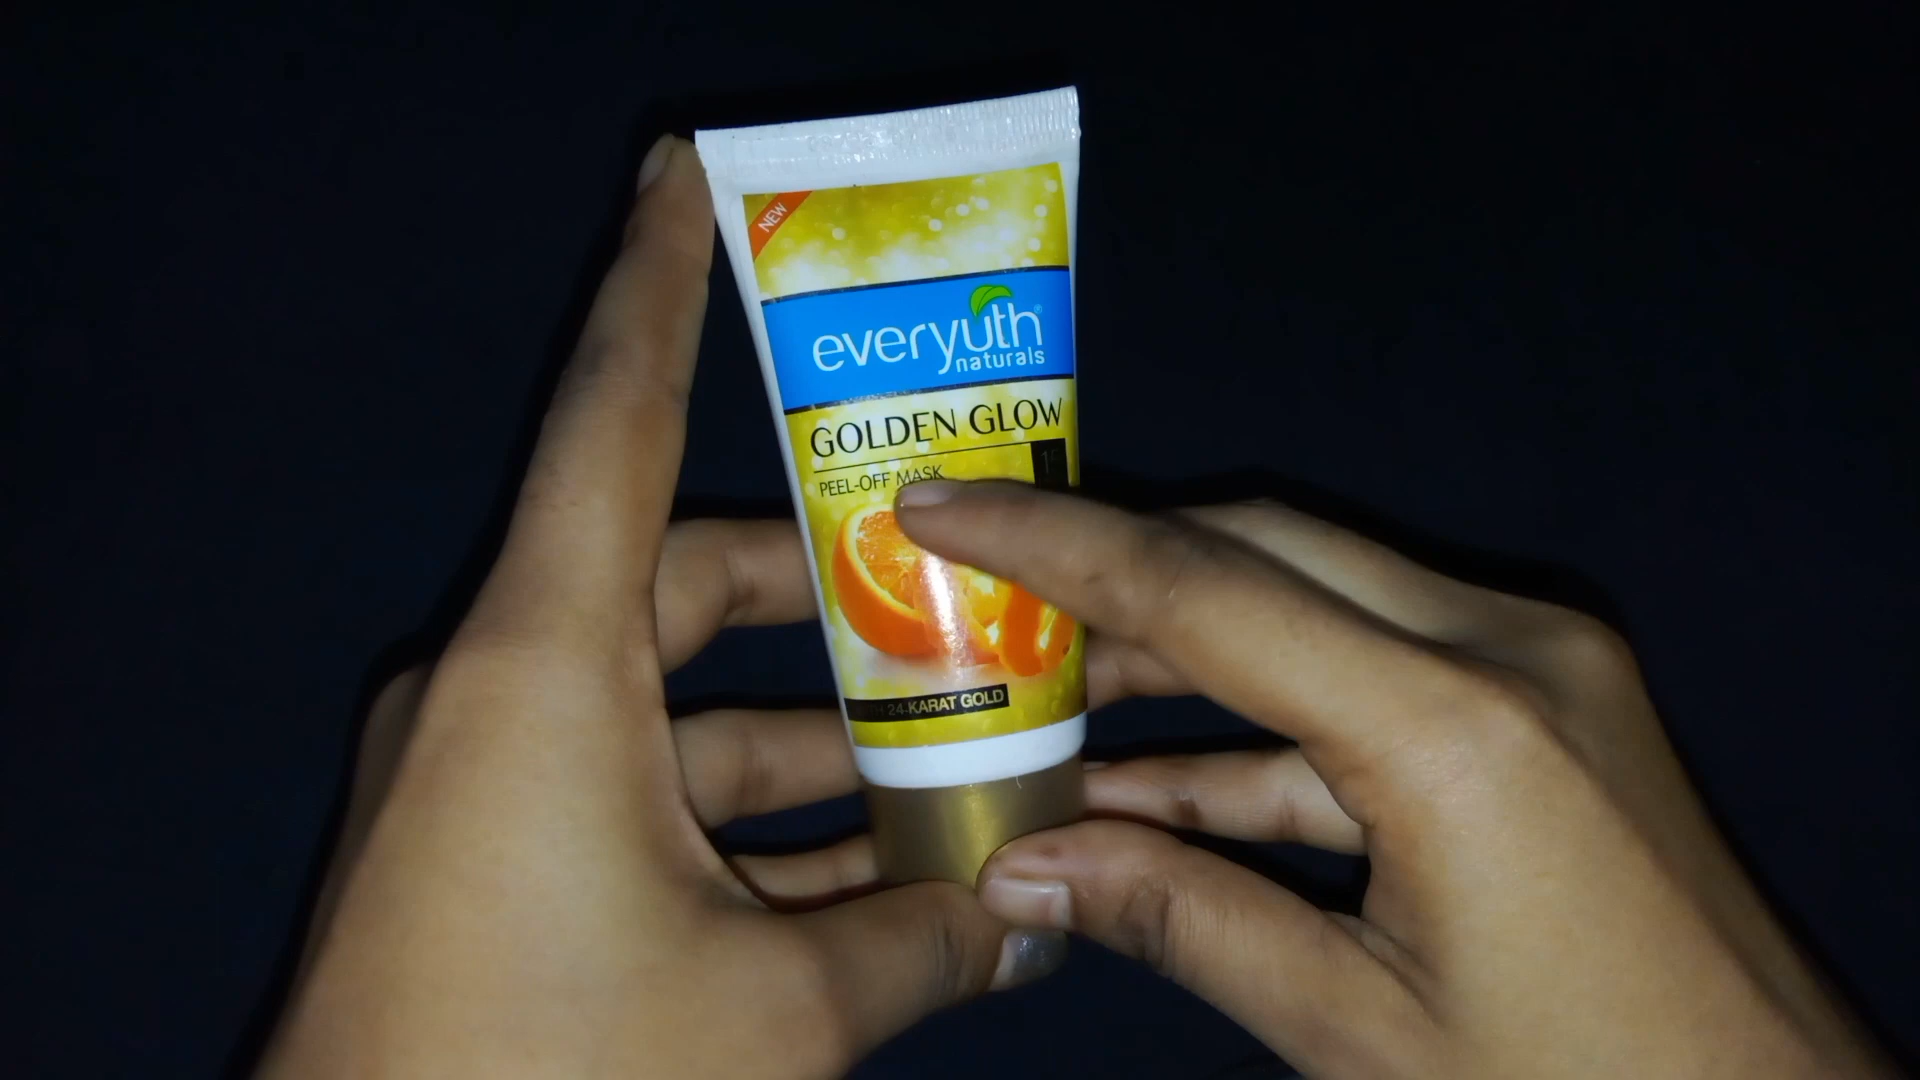 NEW
everyuth®
naturals
GOLDEN GLOW
PEEL-OFF MASK
24-KARAT GOLD